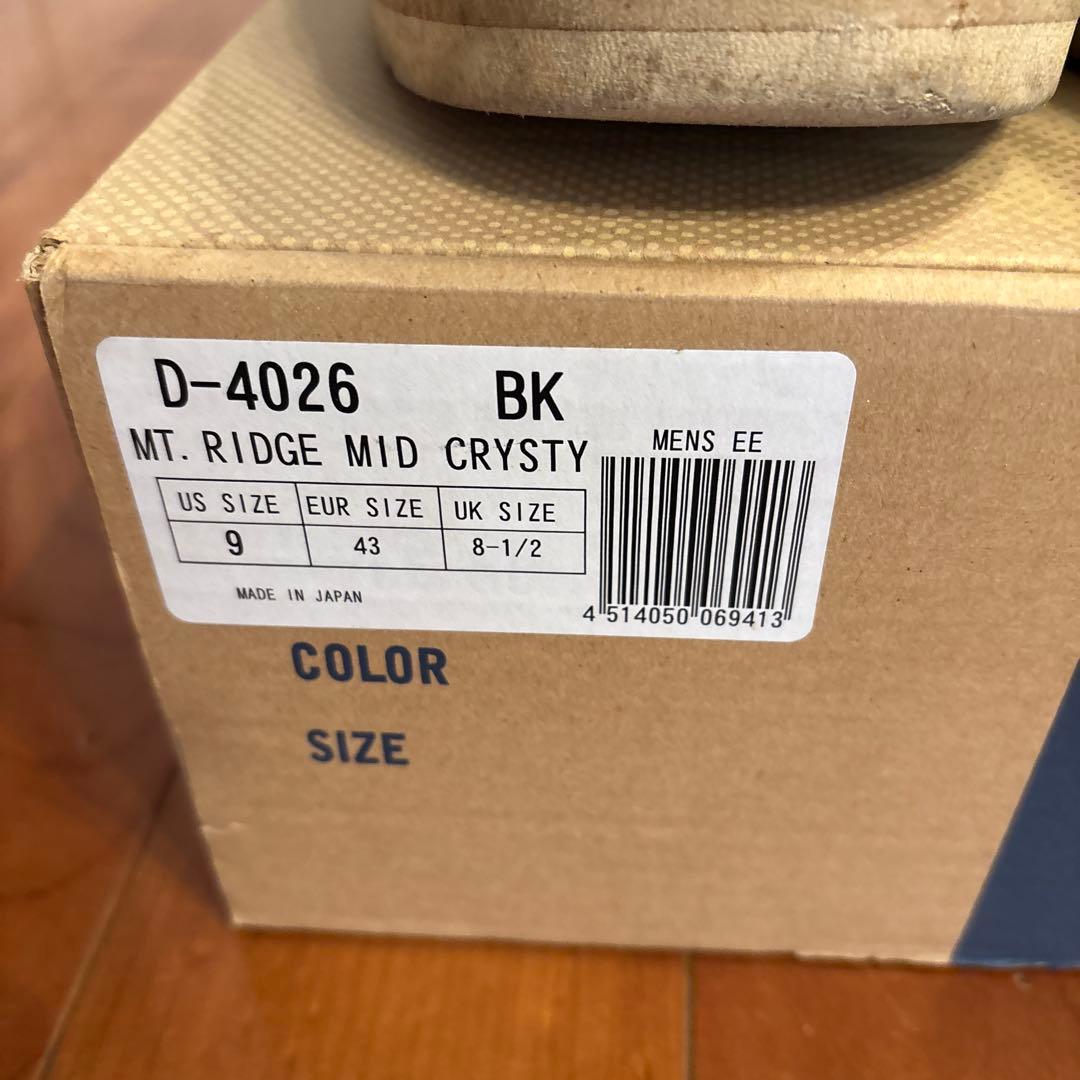 D-4026 BK
MT. RIDGE MID CRYSTY MENS EE
US SIZE EUR SIZE UK SIZE
9 43 8-1/2
MADE IN JAPAN
4 514050 069413
COLOR
SIZE